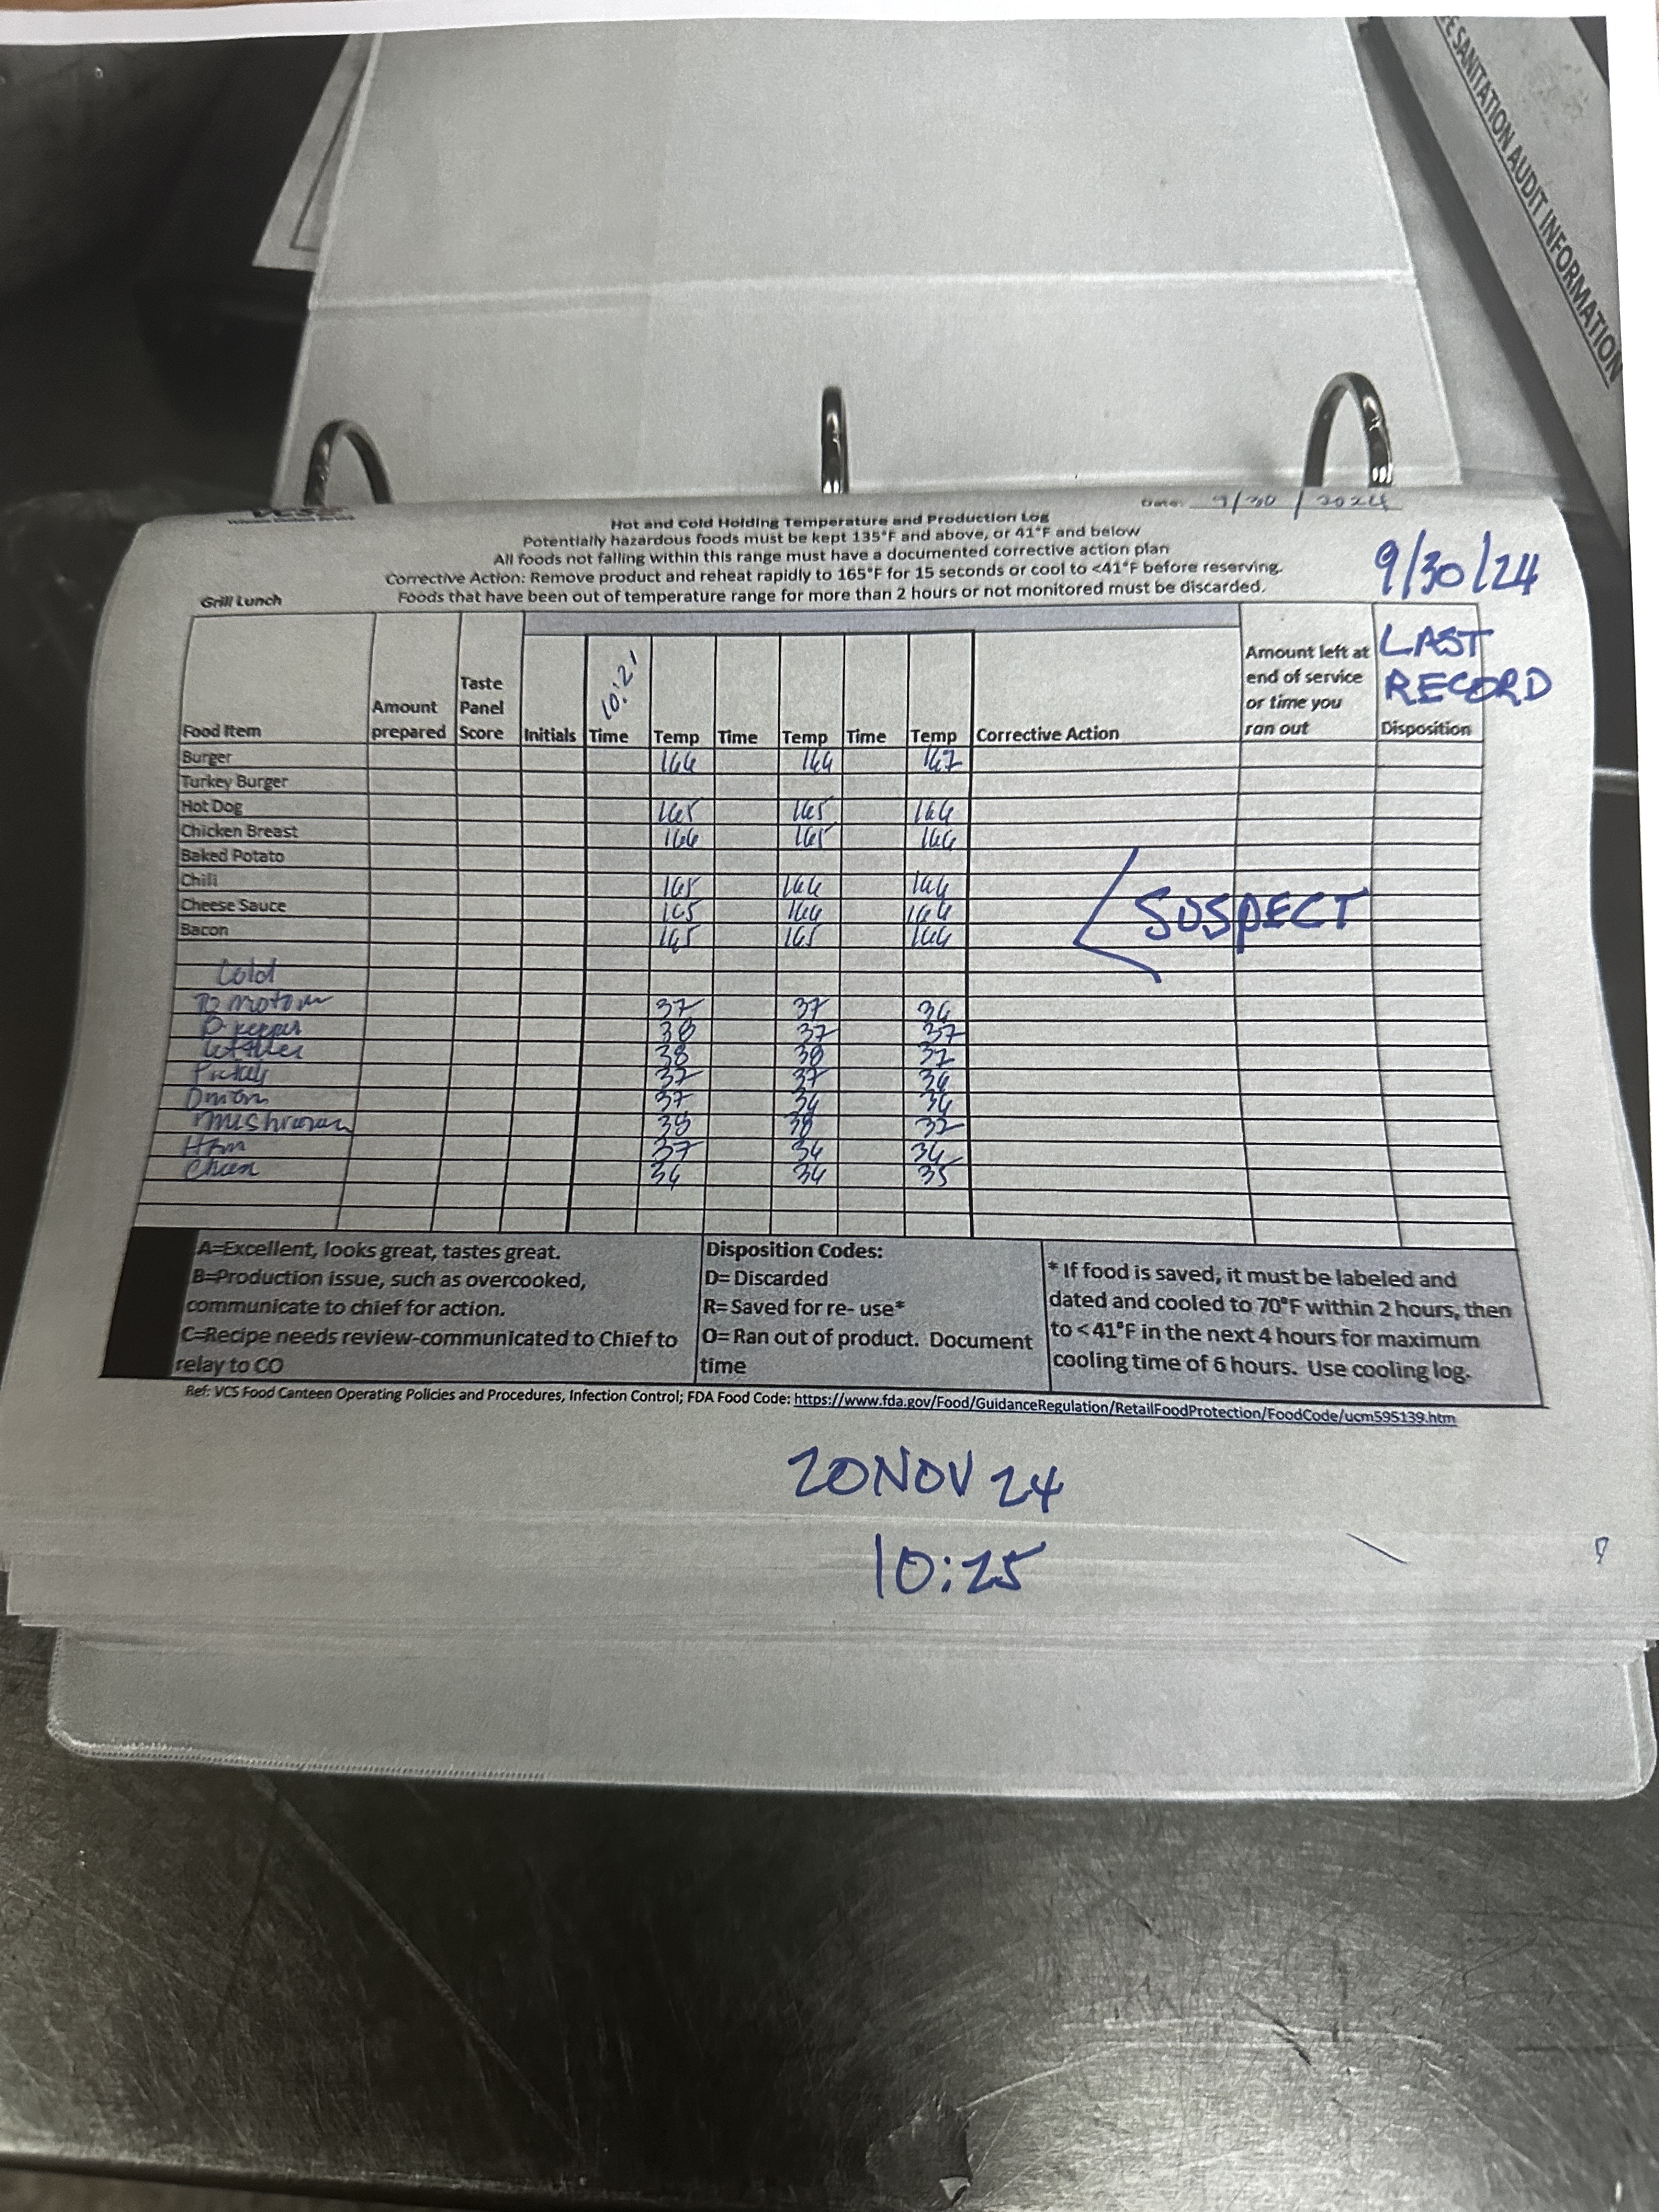 E SANITATION AUDIT INFORMATION
VCS
Date: 9/30/2024
Hot and Cold Holding Temperature and Production Log
Potentially hazardous foods must be kept 135°F and above, or 41°F and below
All foods not falling within this range must have a documented corrective action plan
Corrective Action: Remove product and reheat rapidly to 165°F for 15 seconds or cool to <41°F before reserving.
Grill Lunch
Foods that have been out of temperature range for more than 2 hours or not monitored must be discarded.
9/30/24
LAST
RECORD
10:21
Food Item Amount prepared Taste Panel Score Initials Time Temp Time Temp Time Temp Corrective Action Amount left at end of service or time you ran out Disposition
Burger 166 166 167
Turkey Burger
Hot Dog 165 165 166
Chicken Breast 166 165 166
Baked Potato
Chili 165 166 166
Cheese Sauce 165 166 166
Bacon 165 165 166
SUSPECT
Cold
37 37 36
38 37 37
38 38 37
37 37 36
Onion 37 36 36
Mushroom 38 38 37
Ham 37 36 36
36 36 35
A=Excellent, looks great, tastes great.
B=Production issue, such as overcooked,
communicate to chief for action.
C=Recipe needs review-communicated to Chief to
relay to CO
Disposition Codes:
D= Discarded
R= Saved for re- use*
O= Ran out of product. Document
time
* If food is saved, it must be labeled and
dated and cooled to 70°F within 2 hours, then
to <41°F in the next 4 hours for maximum
cooling time of 6 hours. Use cooling log.
Ref: VCS Food Canteen Operating Policies and Procedures, Infection Control; FDA Food Code: https://www.fda.gov/Food/GuidanceRegulation/RetailFoodProtection/FoodCode/ucm595139.htm
20 NOV 24
10:25